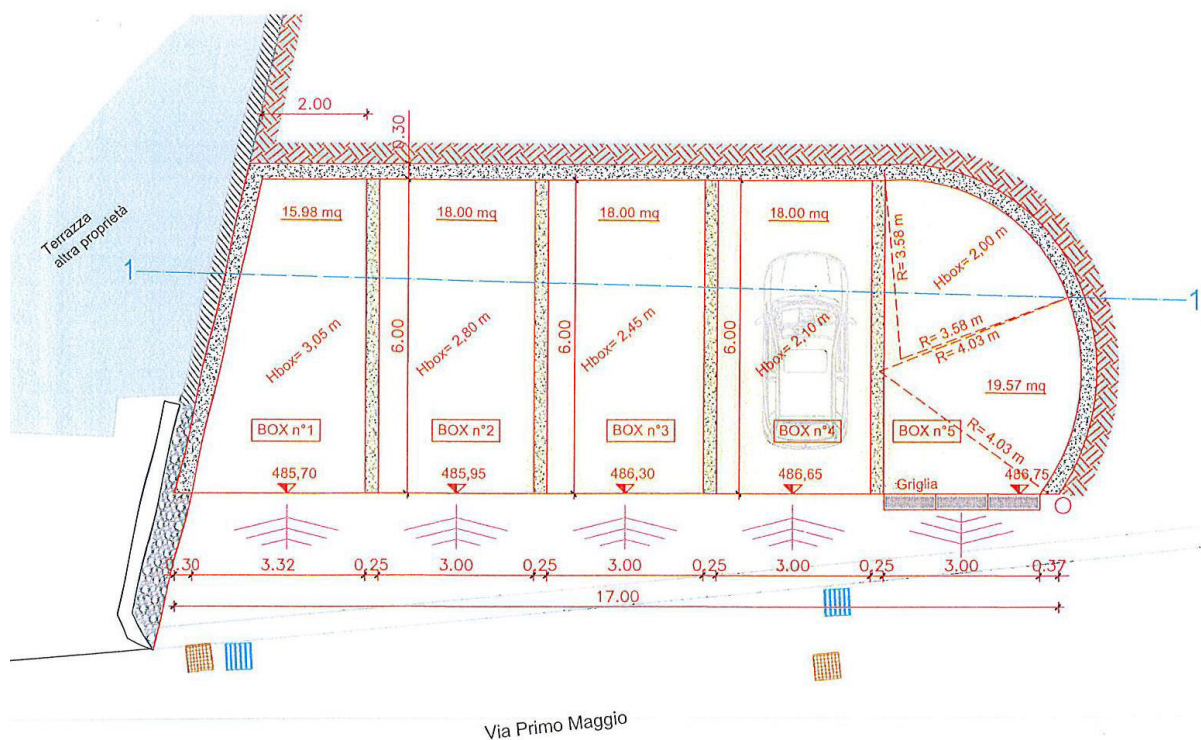 2.00
0.30
15.98 mq
18.00 mq
18.00 mq
18.00 mq
Terrazza
altra proprietà
1
1
R= 3.58 m
Hbox= 2,00 m
Hbox= 3,05 m
6.00
Hbox= 2,80 m
6.00
Hbox= 2,45 m
6.00
Hbox= 2,10 m
R= 3.58 m
R= 4.03 m
19.57 mq
R= 4.03 m
BOX n°1
BOX n°2
BOX n°3
BOX n°4
BOX n°5
485,70
485,95
486,30
486,65
Griglia
486,75
0.30
3.32
0,25
3.00
0,25
3.00
0,25
3.00
0,25
3.00
0,37
17.00
Via Primo Maggio